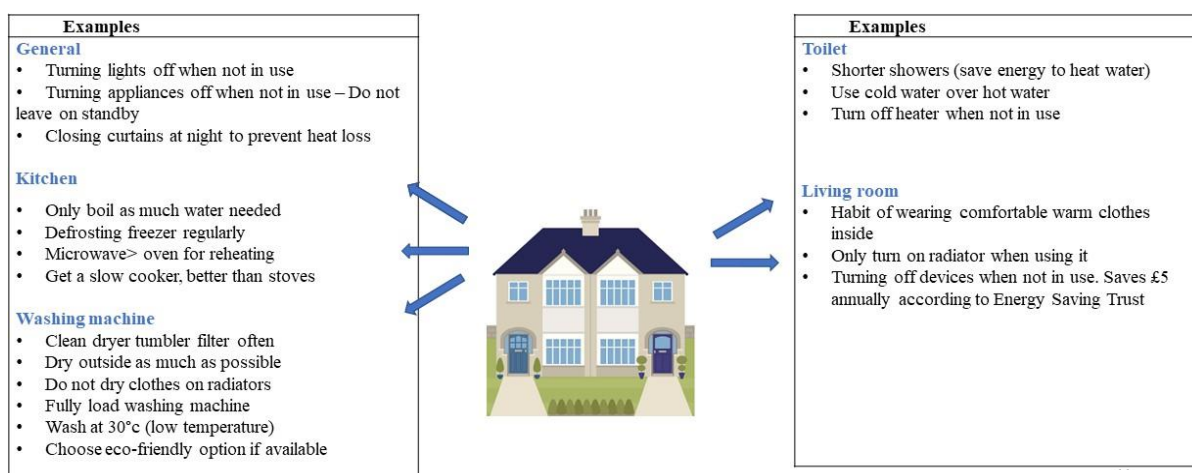 Examples
General
• Turning lights off when not in use
• Turning appliances off when not in use – Do not
leave on standby
• Closing curtains at night to prevent heat loss
Kitchen
• Only boil as much water needed
• Defrosting freezer regularly
• Microwave> oven for reheating
• Get a slow cooker, better than stoves
Washing machine
• Clean dryer tumbler filter often
• Dry outside as much as possible
• Do not dry clothes on radiators
• Fully load washing machine
• Wash at 30°c (low temperature)
• Choose eco-friendly option if available
Examples
Toilet
• Shorter showers (save energy to heat water)
• Use cold water over hot water
• Turn off heater when not in use
Living room
• Habit of wearing comfortable warm clothes
inside
• Only turn on radiator when using it
• Turning off devices when not in use. Saves £5
annually according to Energy Saving Trust